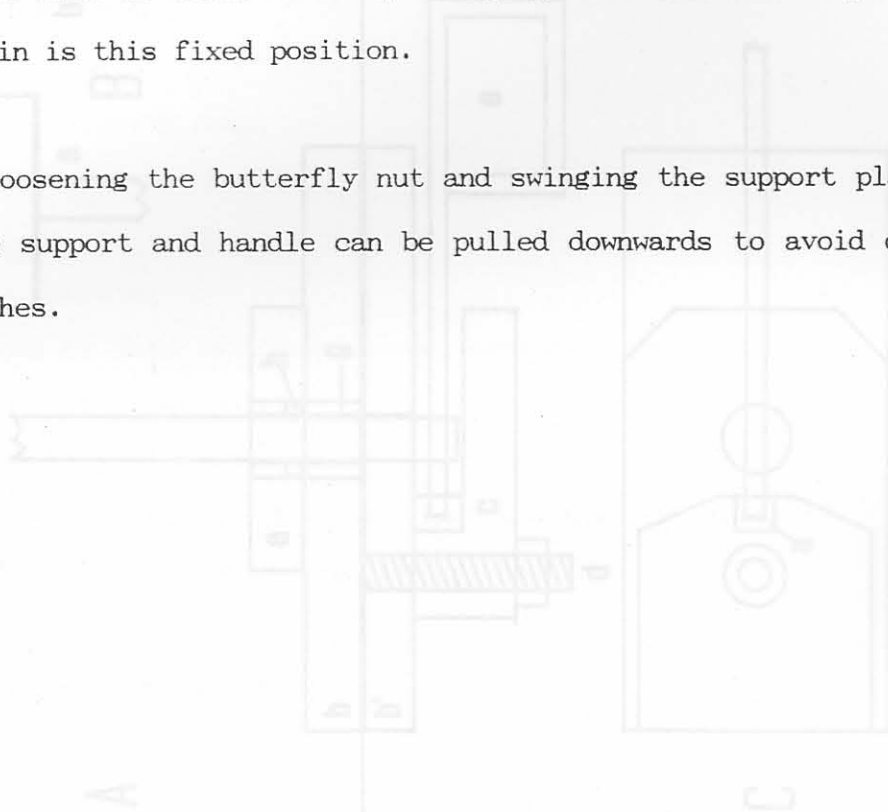 in is this fixed position.
oosening the butterfly nut and swinging the support pl
support and handle can be pulled downwards to avoid
hes.